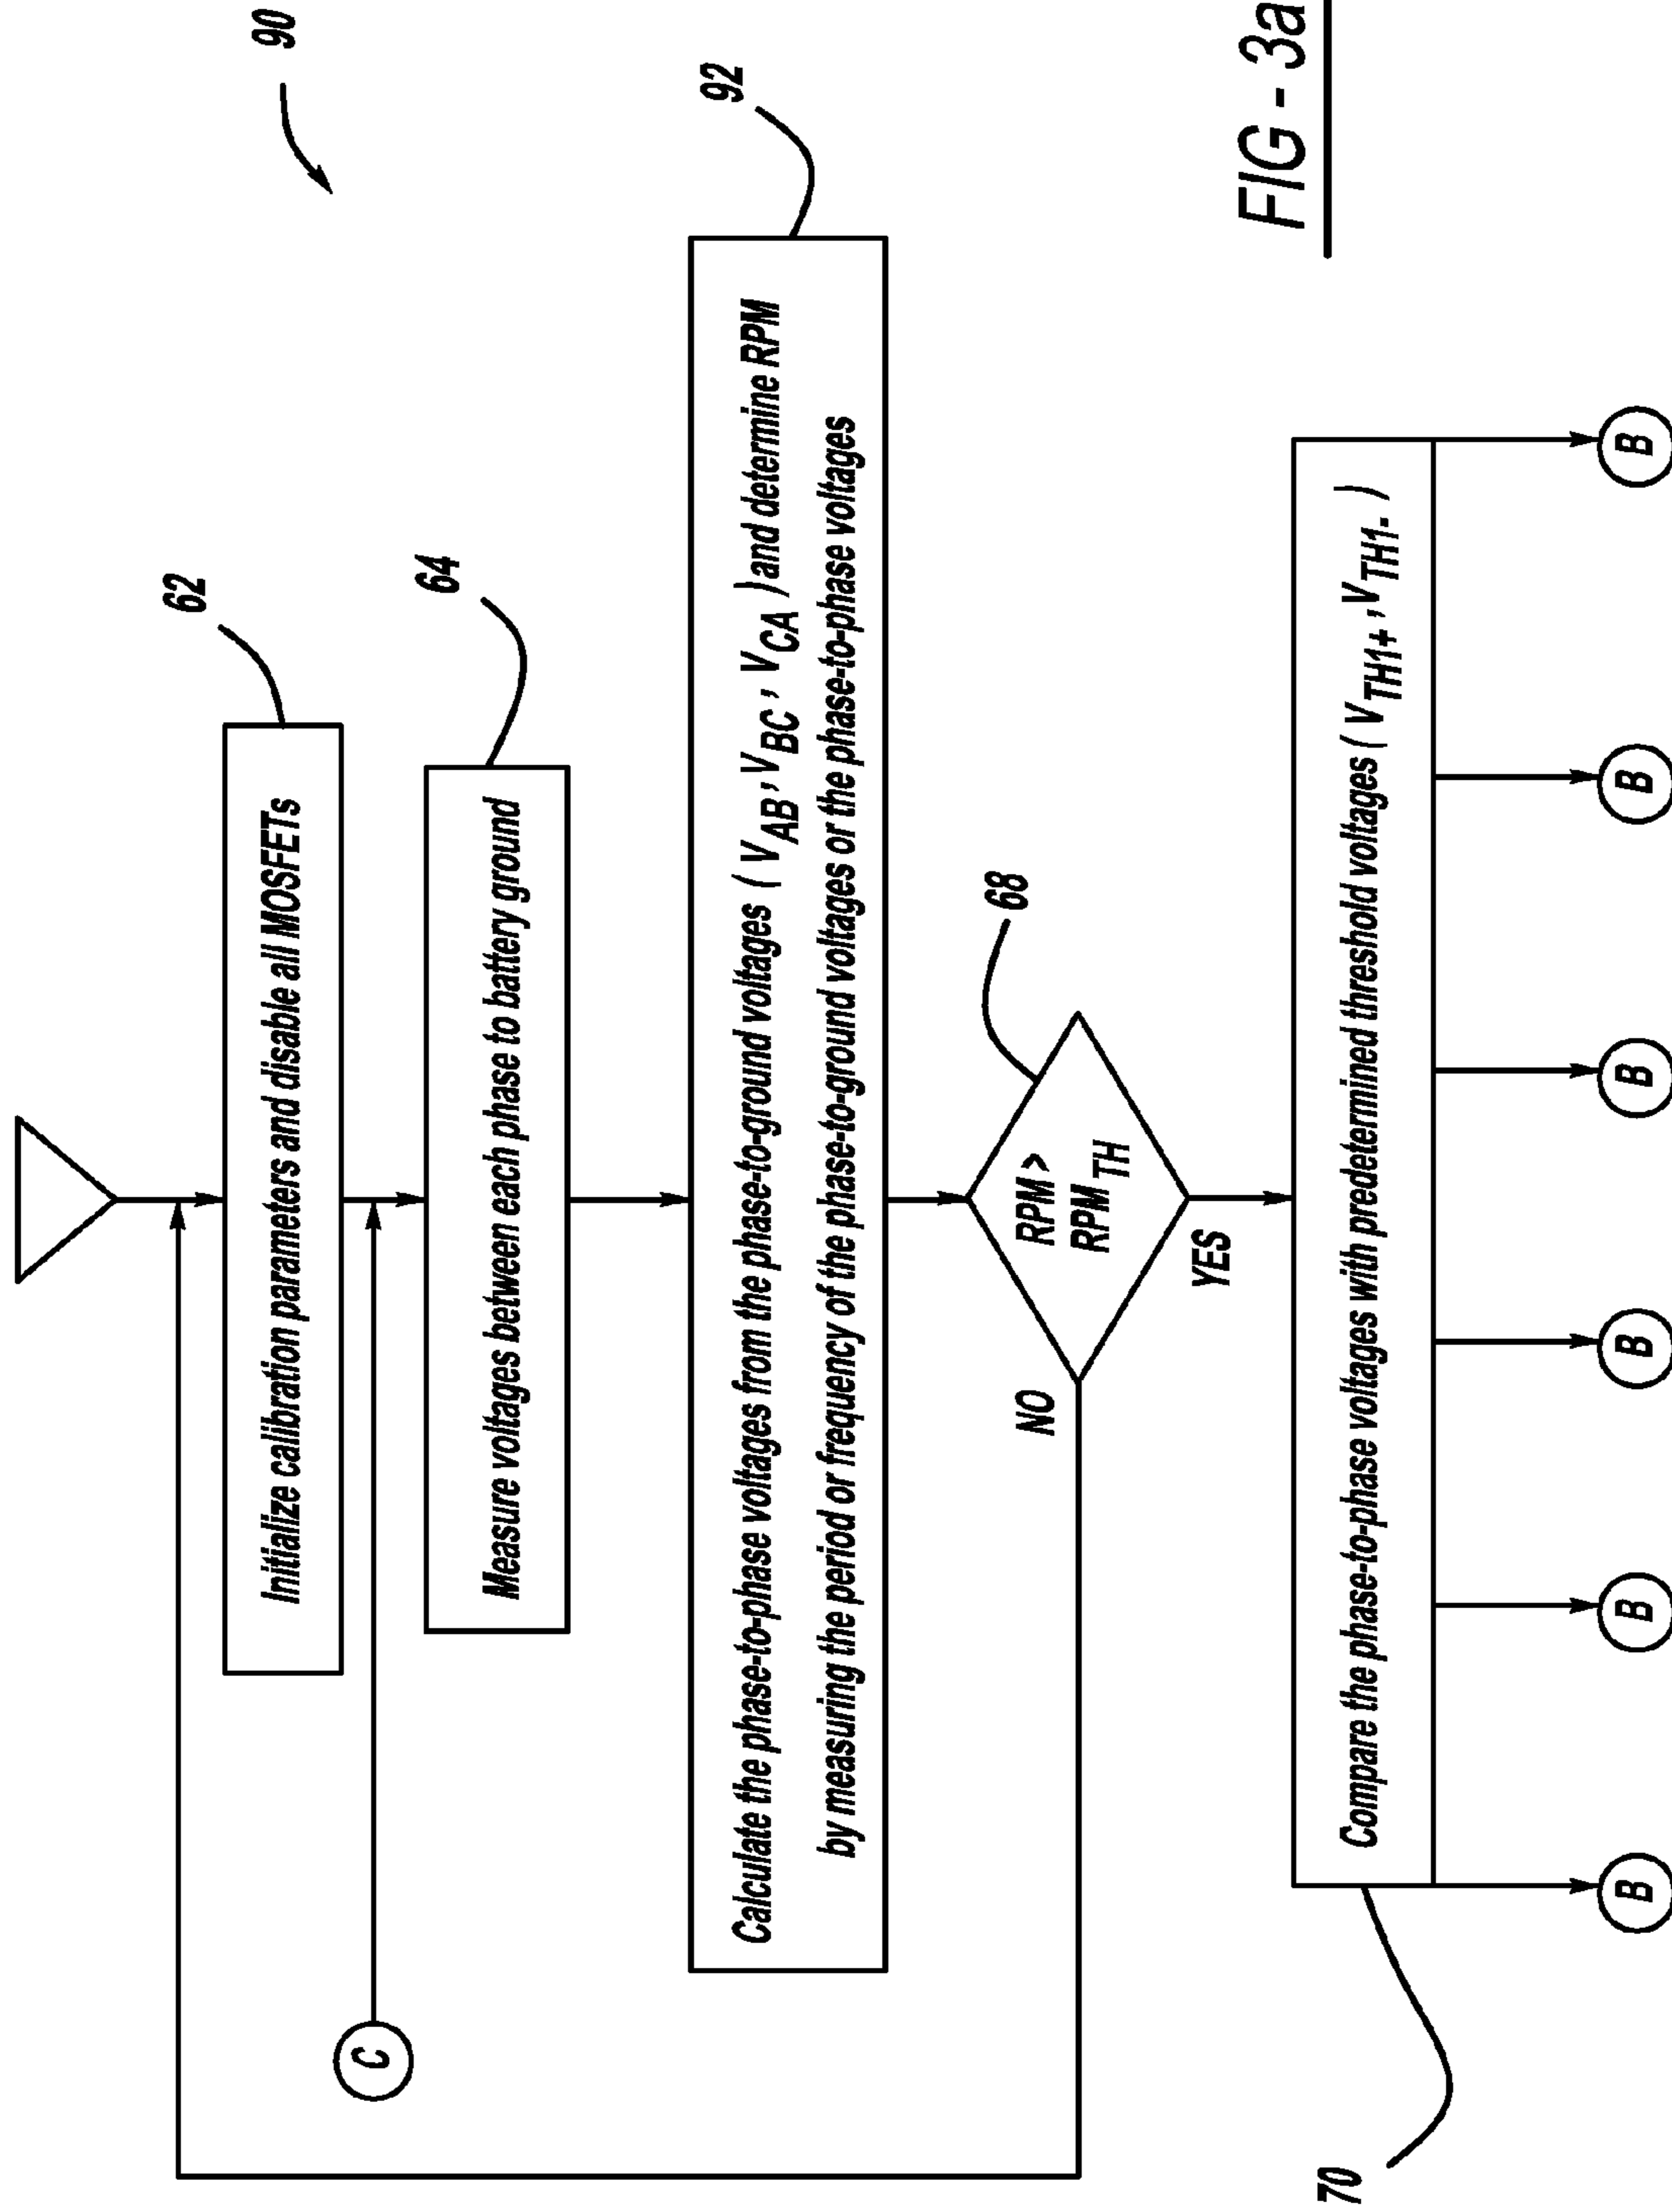 90
62
Initialize calibration parameters and disable all MOSFETs
C
64
Measure voltages between each phase to battery ground
92
Calculate the phase-to-phase voltages from the phase-to-ground voltages ( VAB, VBC, VCA ) and determine RPM
by measuring the period or frequency of the phase-to-ground voltages or the phase-to-phase voltages
68
RPM >
RPM TH
NO
YES
70
Compare the phase-to-phase voltages with predetermined threshold voltages ( VTH1+, VTH1- )
B
B
B
B
B
B
FIG - 3a